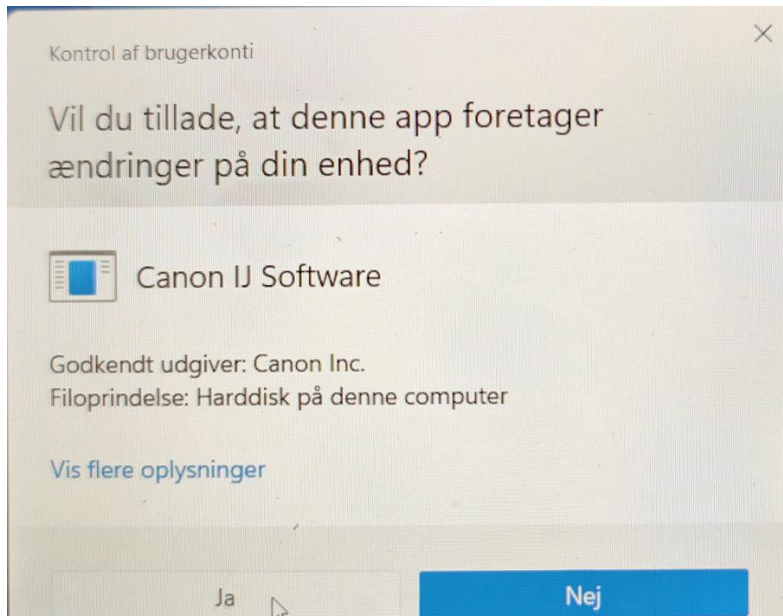 Kontrol af brugerkonti
Vil du tillade, at denne app foretager
ændringer på din enhed?
Canon IJ Software
Godkendt udgiver: Canon Inc.
Filoprindelse: Harddisk på denne computer
Vis flere oplysninger
Ja
Nej